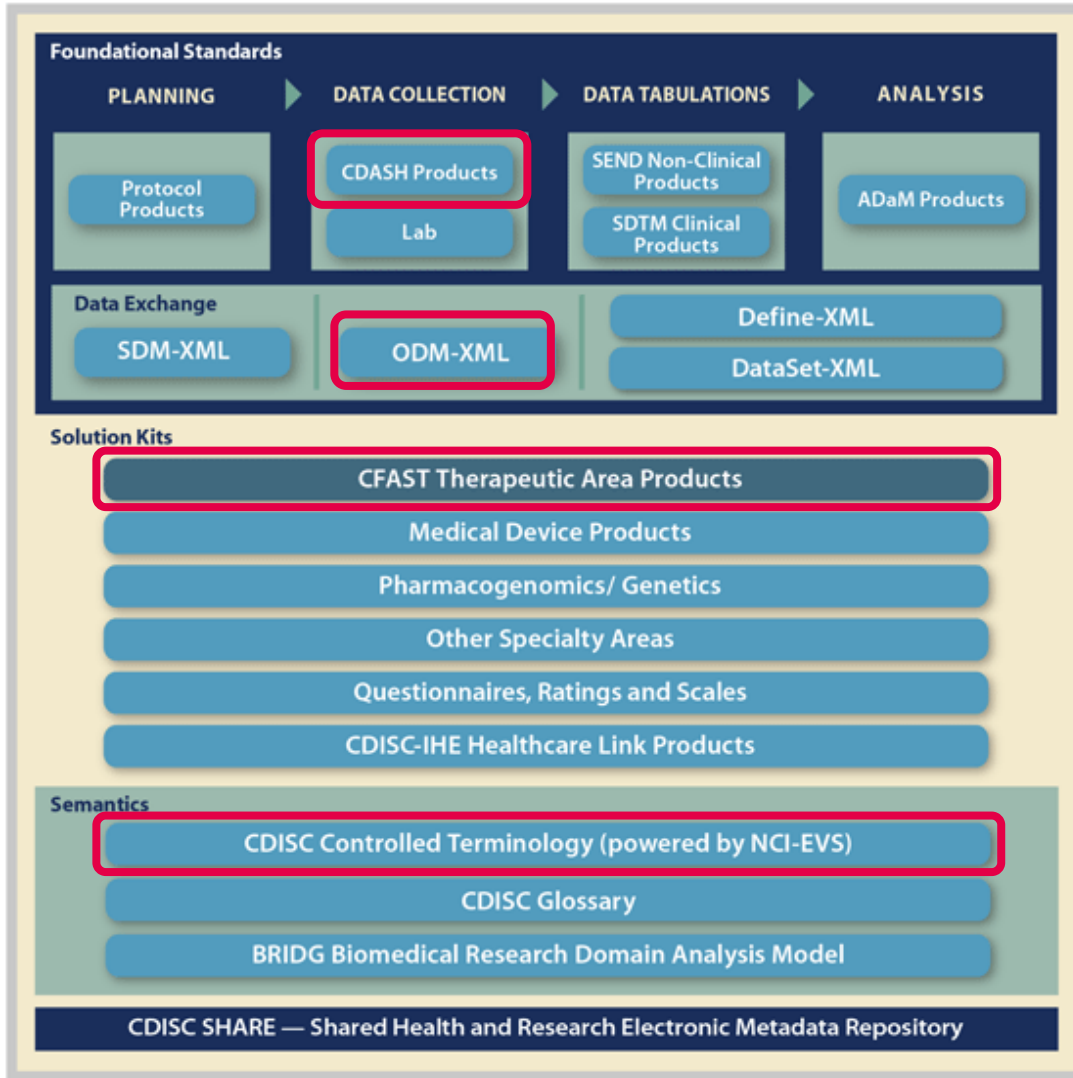 Foundational Standards
PLANNING DATA COLLECTION DATA TABULATIONS ANALYSIS
Protocol
Products
CDASH Products
Lab
SEND Non-Clinical
Products
SDTM Clinical
Products
ADaM Products
Data Exchange
SDM-XML
ODM-XML
Define-XML
DataSet-XML
Solution Kits
CFAST Therapeutic Area Products
Medical Device Products
Pharmacogenomics/ Genetics
Other Specialty Areas
Questionnaires, Ratings and Scales
CDISC-IHE Healthcare Link Products
Semantics
CDISC Controlled Terminology (powered by NCI-EVS)
CDISC Glossary
BRIDG Biomedical Research Domain Analysis Model
CDISC SHARE — Shared Health and Research Electronic Metadata Repository